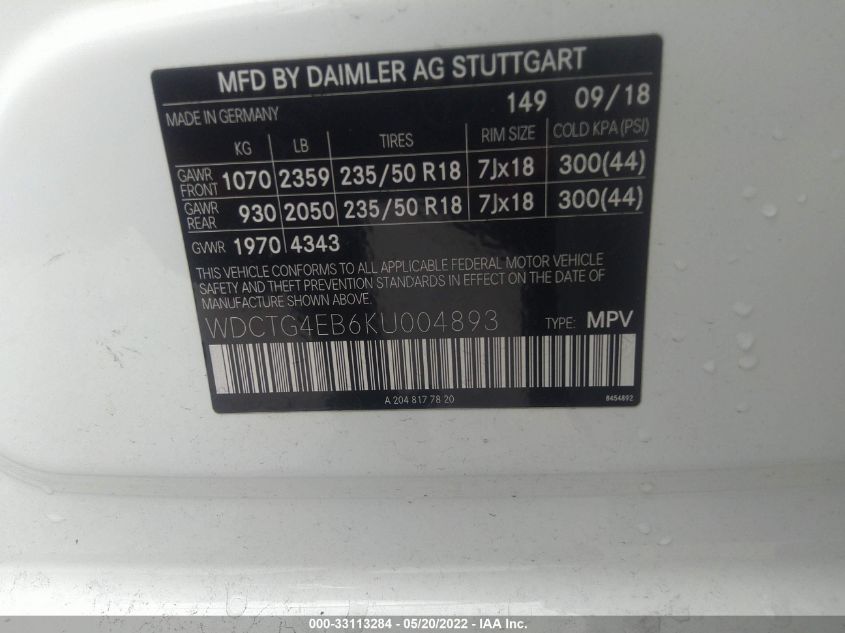 MFD BY DAIMLER AG STUTTGART
149 09/18
MADE IN GERMANY
KG LB TIRES RIM SIZE COLD KPA (PSI)
GAWR FRONT 1070 2359 235/50 R18 7Jx18 300(44)
GAWR REAR 930 2050 235/50 R18 7Jx18 300(44)
GVWR 1970 4343
THIS VEHICLE CONFORMS TO ALL APPLICABLE FEDERAL MOTOR VEHICLE
SAFETY AND THEFT PREVENTION STANDARDS IN EFFECT ON THE DATE OF
MANUFACTURE SHOWN ABOVE.
WDCTG4EB6KU004893 TYPE: MPV
A 204 817 78 20 8454892
000-33113284 - 05/20/2022 - IAA Inc.